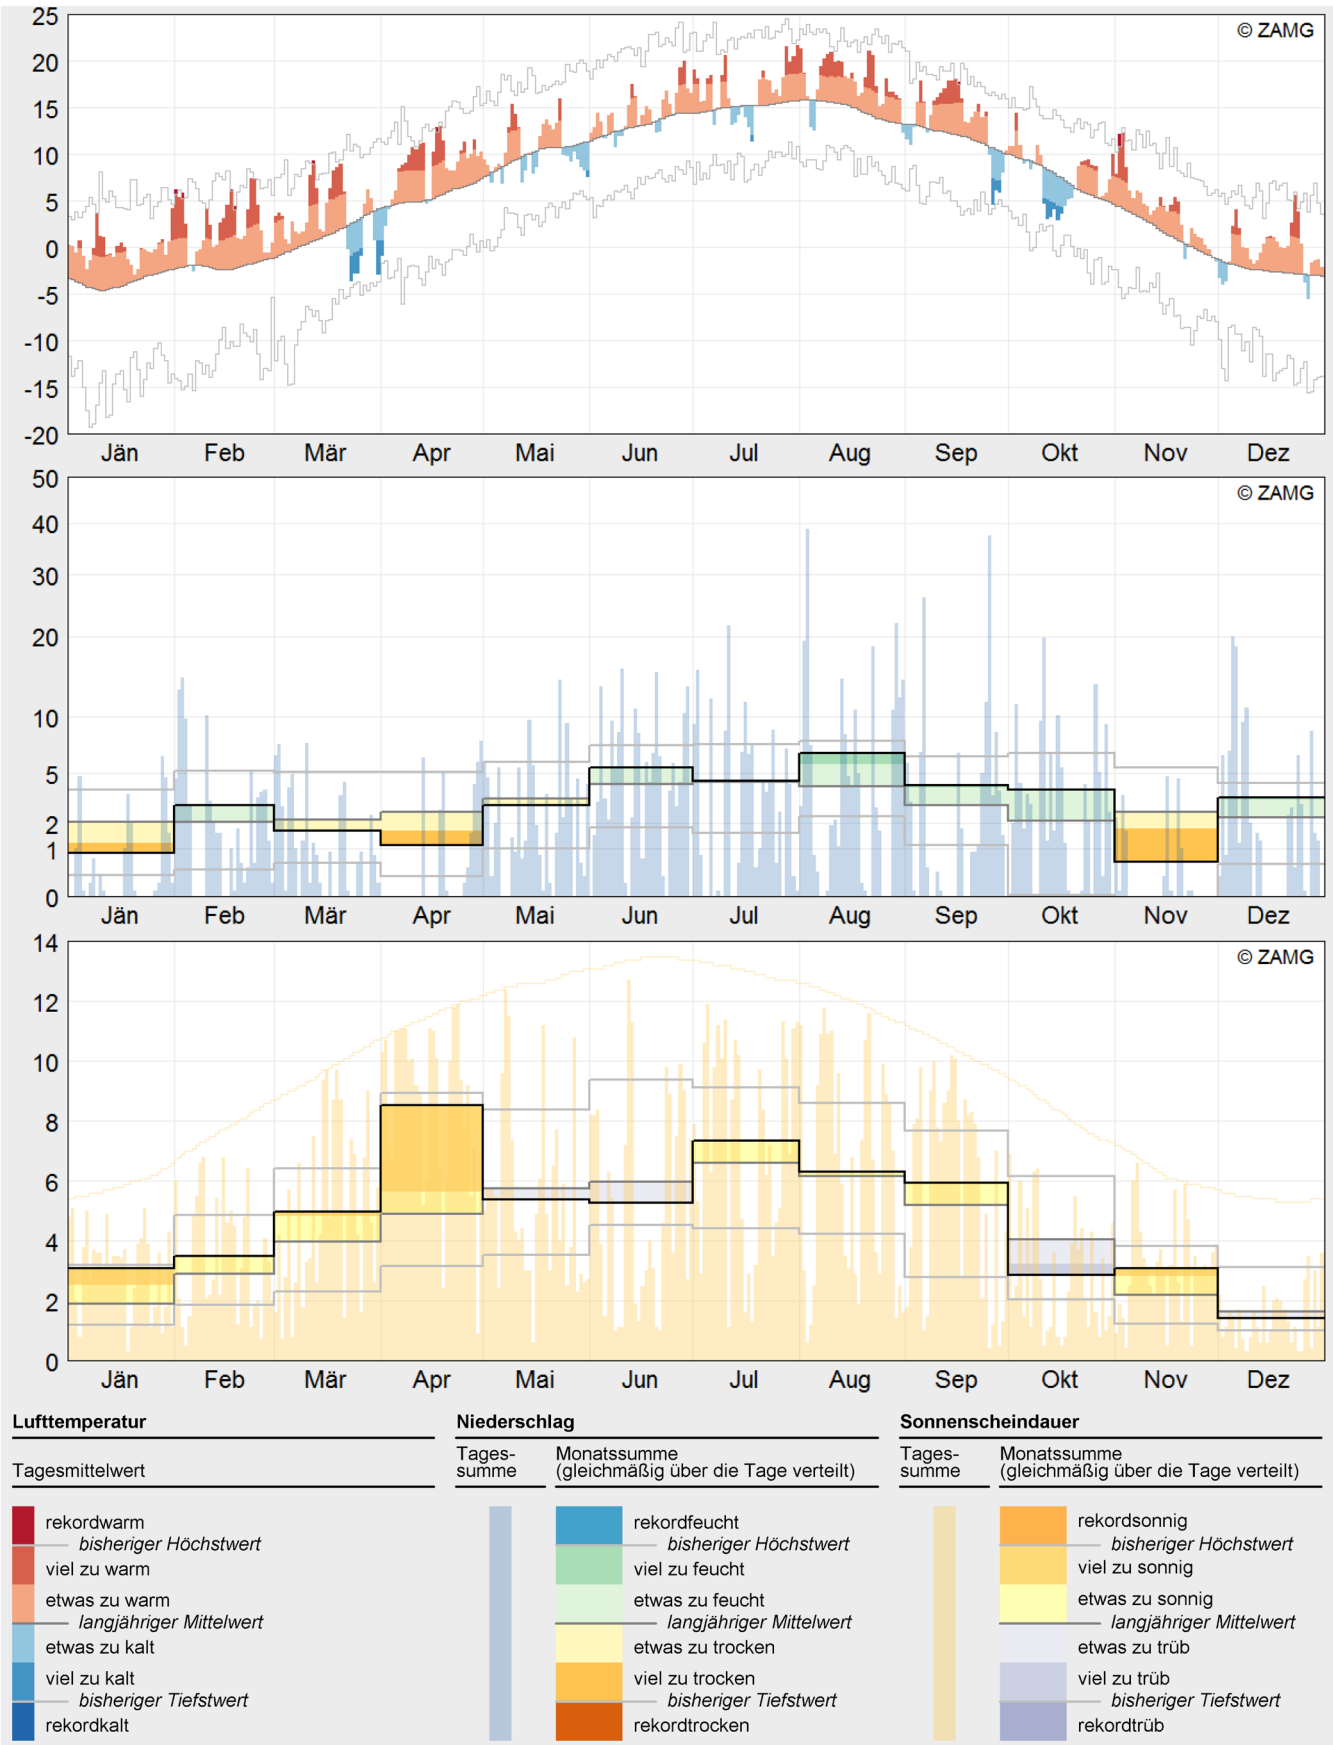 25
© ZAMG
20
15
10
5
0
-5
-10
-15
-20
Jän Feb Mär Apr Mai Jun Jul Aug Sep Okt Nov Dez
50
© ZAMG
40
30
20
10
5
2
1
0
Jän Feb Mär Apr Mai Jun Jul Aug Sep Okt Nov Dez
14
© ZAMG
12
10
8
6
4
2
0
Jän Feb Mär Apr Mai Jun Jul Aug Sep Okt Nov Dez
Lufttemperatur
Tagesmittelwert
rekordwarm
bisheriger Höchstwert
viel zu warm
etwas zu warm
langjähriger Mittelwert
etwas zu kalt
viel zu kalt
bisheriger Tiefstwert
rekordkalt
Niederschlag
Tages-
summe
Monatssumme
(gleichmäßig über die Tage verteilt)
rekordfeucht
bisheriger Höchstwert
viel zu feucht
etwas zu feucht
langjähriger Mittelwert
etwas zu trocken
viel zu trocken
bisheriger Tiefstwert
rekordtrocken
Sonnenscheindauer
Tages-
summe
Monatssumme
(gleichmäßig über die Tage verteilt)
rekordsonnig
bisheriger Höchstwert
viel zu sonnig
etwas zu sonnig
langjähriger Mittelwert
etwas zu trüb
viel zu trüb
bisheriger Tiefstwert
rekordtrüb